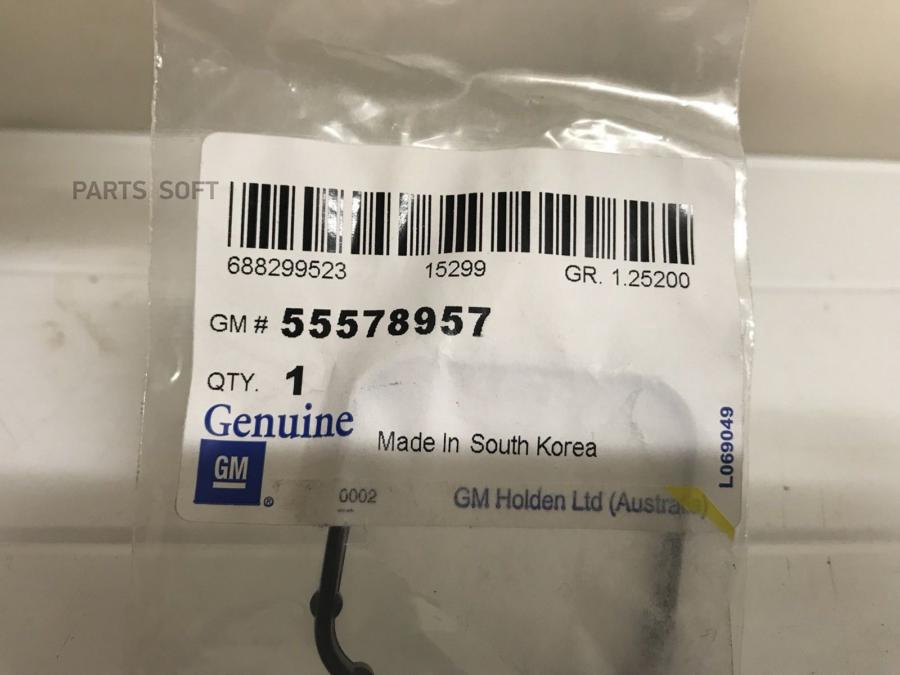 PARTS SOFT
688299523 15299 GR. 1.25200
GM # 55578957
QTY. 1
Genuine
Made In South Korea
GM ®
0002
GM Holden Ltd (Australia)
L069049